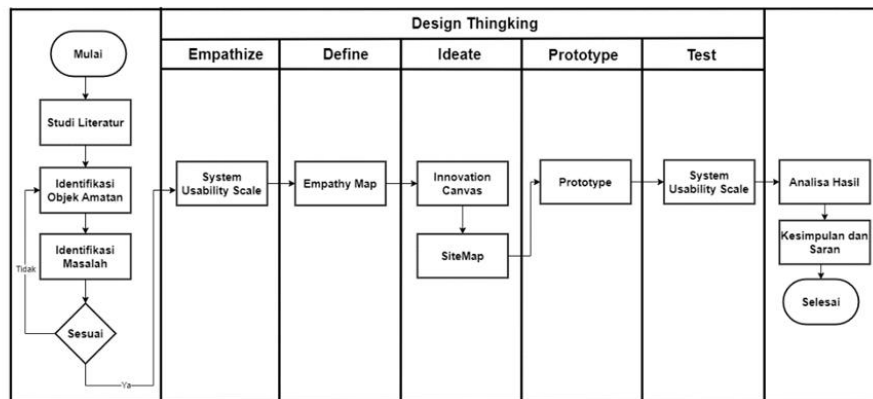 Design Thingking
Empathize
Define
Ideate
Prototype
Test
Mulai
Studi Literatur
Identifikasi
Objek Amatan
Identifikasi
Masalah
Tidak
Sesuai
Ya
System
Usability Scale
Empathy Map
Innovation
Canvas
SiteMap
Prototype
System
Usability Scale
Analisa Hasil
Kesimpulan dan
Saran
Selesai